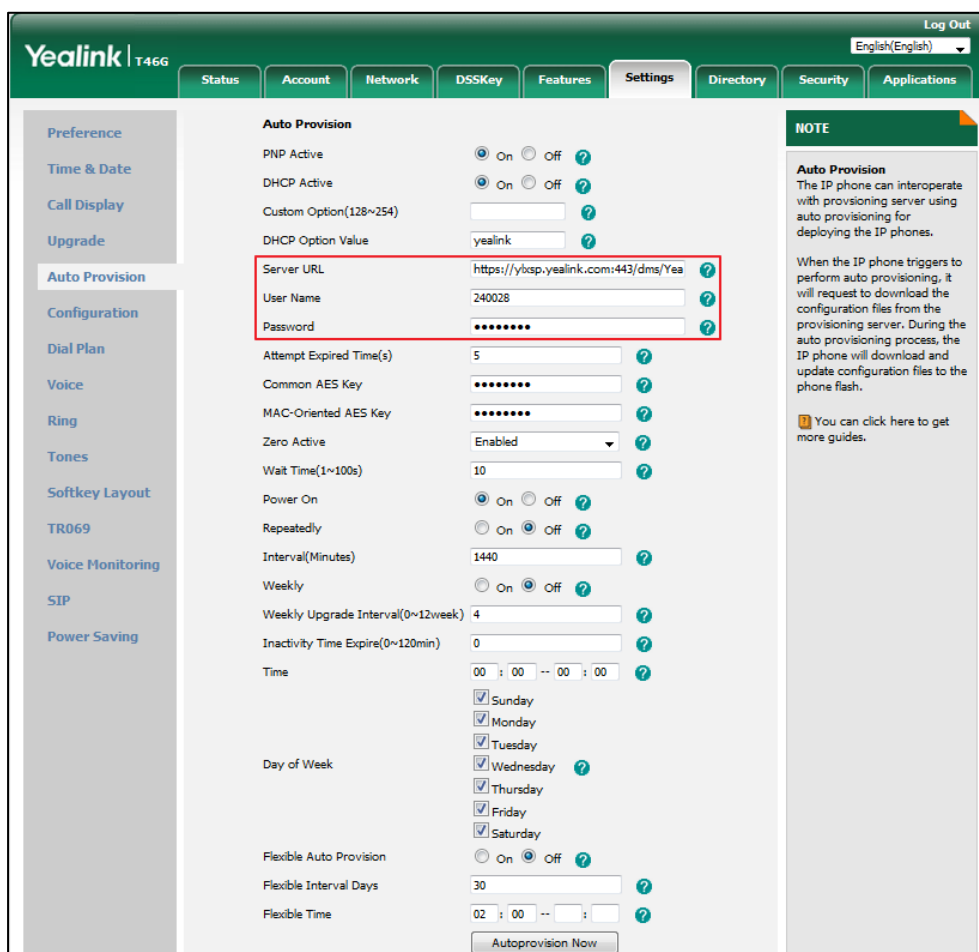 Log Out
English(English)
Yealink | T46G
Status Account Network DSSKey Features Settings Directory Security Applications
Preference
Time & Date
Call Display
Upgrade
Auto Provision
Configuration
Dial Plan
Voice
Ring
Tones
Softkey Layout
TR069
Voice Monitoring
SIP
Power Saving
Auto Provision
PNP Active On Off ?
DHCP Active On Off ?
Custom Option(128~254) ?
DHCP Option Value yealink ?
Server URL https://ylxsp.yealink.com:443/dms/Yea ?
User Name 240028 ?
Password •••••••• ?
Attempt Expired Time(s) 5 ?
Common AES Key •••••••• ?
MAC-Oriented AES Key •••••••• ?
Zero Active Enabled ?
Wait Time(1~100s) 10 ?
Power On On Off ?
Repeatedly On Off ?
Interval(Minutes) 1440 ?
Weekly On Off ?
Weekly Upgrade Interval(0~12week) 4 ?
Inactivity Time Expire(0~120min) 0 ?
Time 00 : 00 -- 00 : 00 ?
Sunday
Monday
Tuesday
Day of Week Wednesday ?
Thursday
Friday
Saturday
Flexible Auto Provision On Off ?
Flexible Interval Days 30 ?
Flexible Time 02 : 00 -- : ?
Autoprovision Now
NOTE
Auto Provision
The IP phone can interoperate
with provsioning server using
auto provisioning for
deploying the IP phones.
When the IP phone triggers to
perform auto provisioning, it
will request to download the
configuration files from the
provisioning server. During the
auto provisioning process, the
IP phone will download and
update configuration files to the
phone flash.
? You can click here to get
more guides.